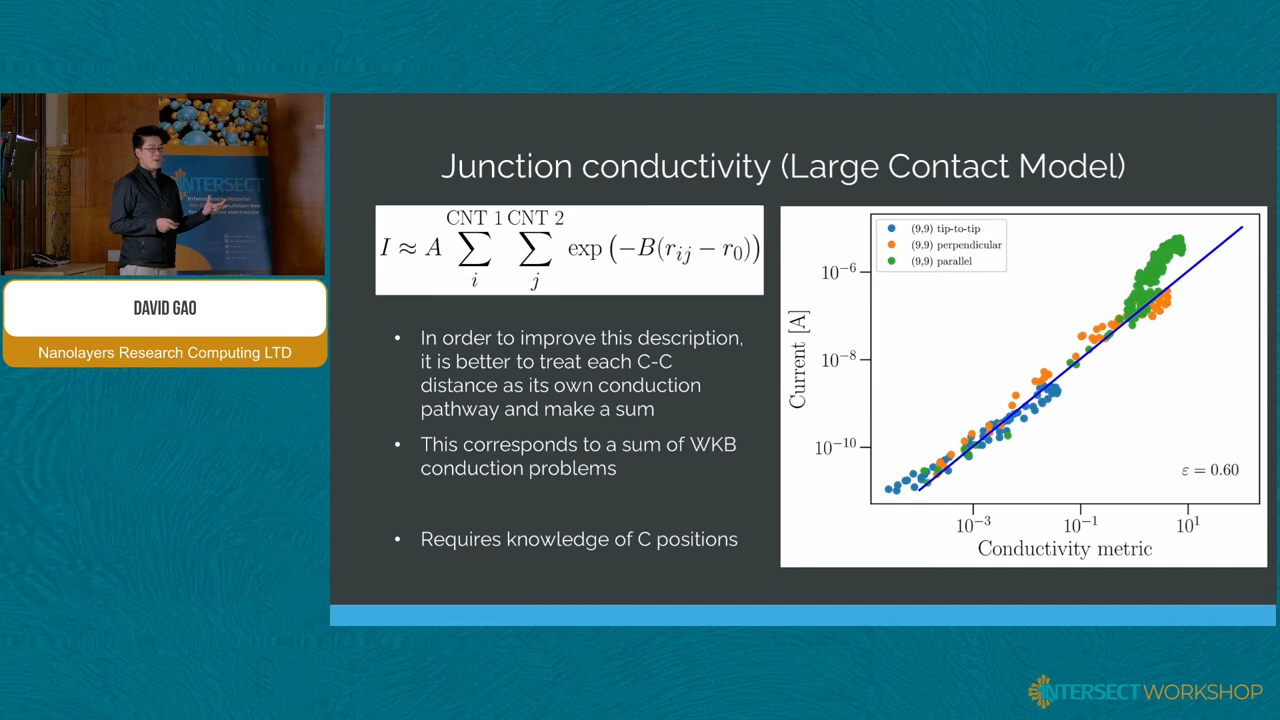 INTERSECT
DAVID GAO
Nanolayers Research Computing LTD
Junction conductivity (Large Contact Model)
CNT 1 CNT 2
I ≈ A ∑ ∑ exp (−B(r_ij − r_0))
i j
• In order to improve this description,
it is better to treat each C-C
distance as its own conduction
pathway and make a sum
• This corresponds to a sum of WKB
conduction problems
• Requires knowledge of C positions
(9,9) tip-to-tip
(9,9) perpendicular
(9,9) parallel
Current [A]
10⁻⁶
10⁻⁸
10⁻¹⁰
ε = 0.60
10⁻³ 10⁻¹ 10¹
Conductivity metric
INTERSECT WORKSHOP